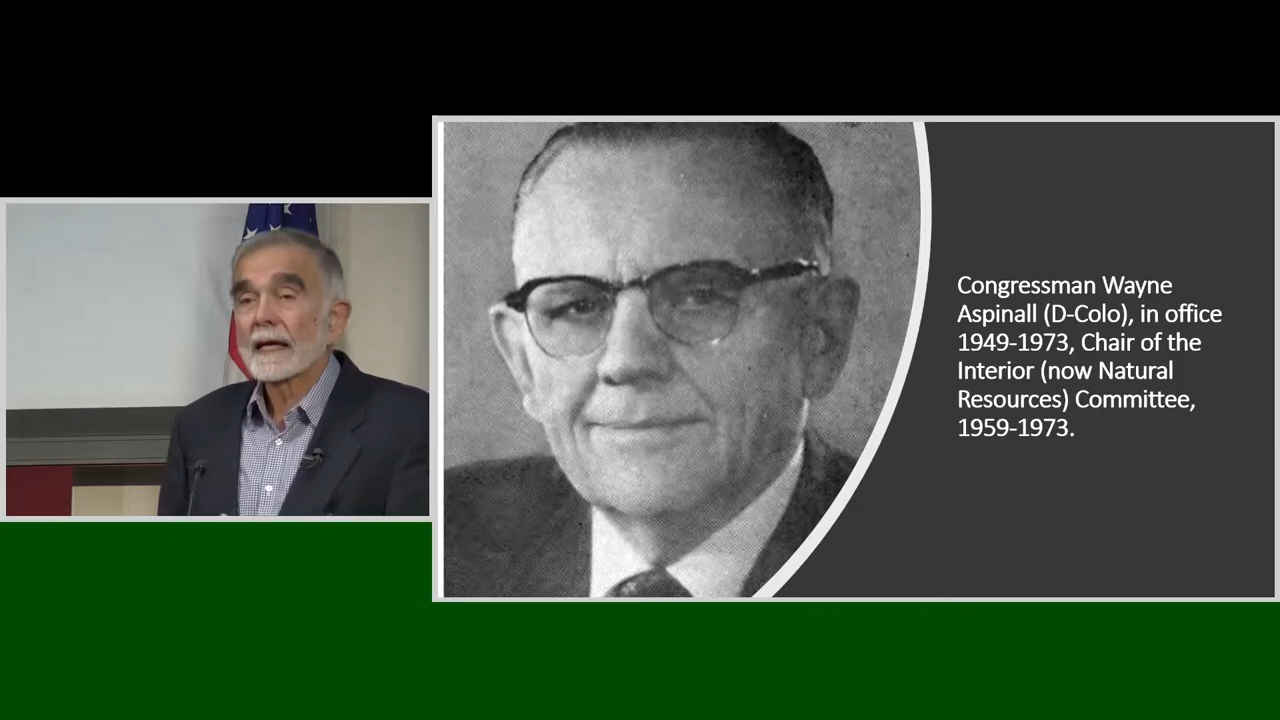 Congressman Wayne
Aspinall (D-Colo), in office
1949-1973, Chair of the
Interior (now Natural
Resources) Committee,
1959-1973.